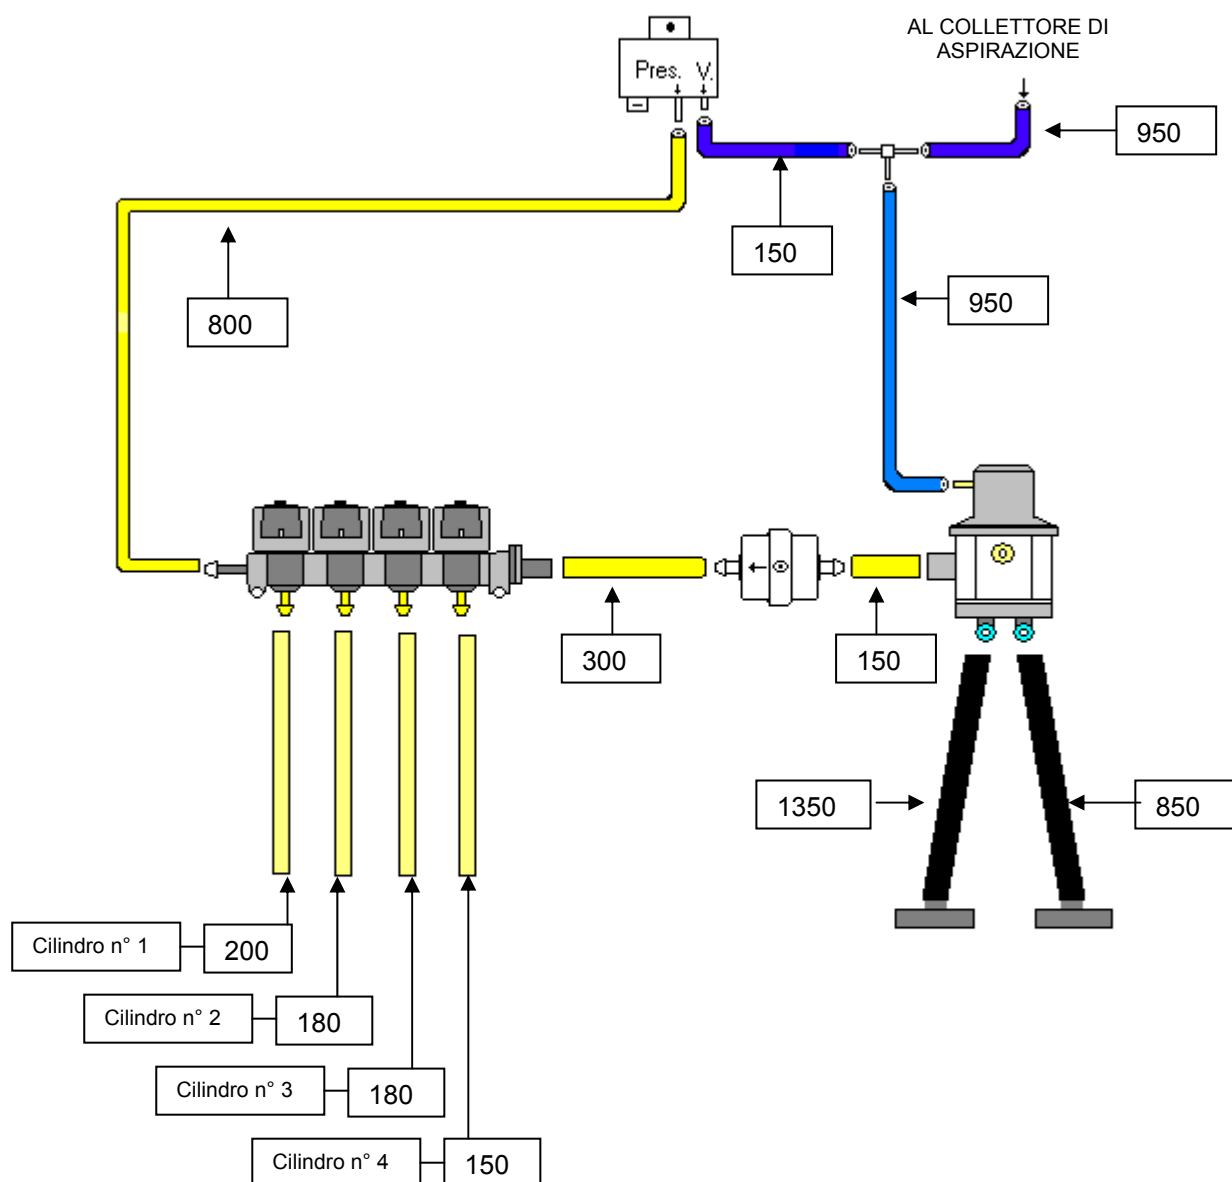 AL COLLETTORE DI
ASPIRAZIONE
Pres. V.
950
150
800
950
300
150
1350
850
Cilindro n° 1
200
Cilindro n° 2
180
Cilindro n° 3
180
Cilindro n° 4
150